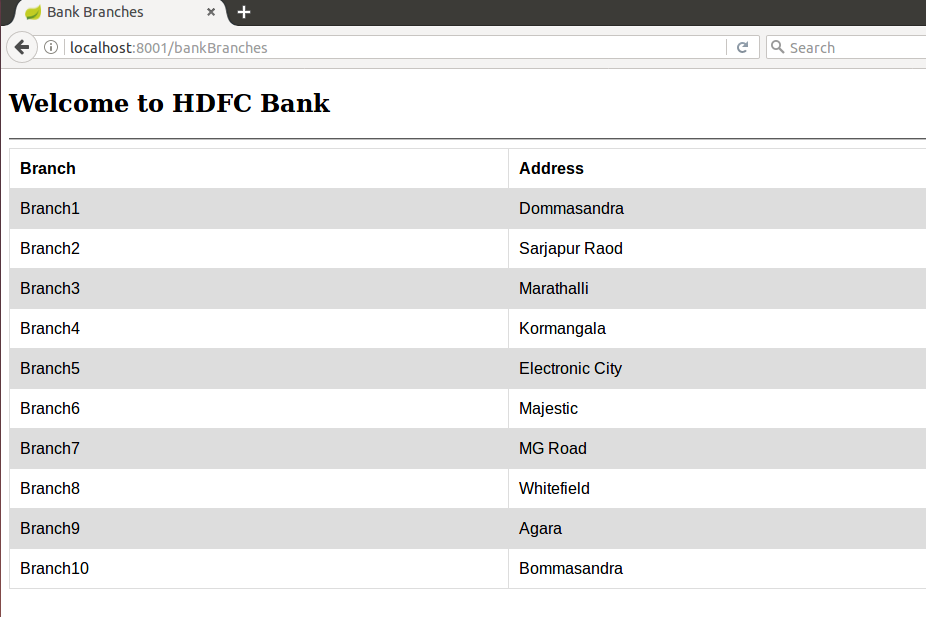 Bank Branches
localhost:8001/bankBranches
Search
Welcome to HDFC Bank
Branch Address
Branch1 Dommasandra
Branch2 Sarjapur Raod
Branch3 Marathalli
Branch4 Kormangala
Branch5 Electronic City
Branch6 Majestic
Branch7 MG Road
Branch8 Whitefield
Branch9 Agara
Branch10 Bommasandra